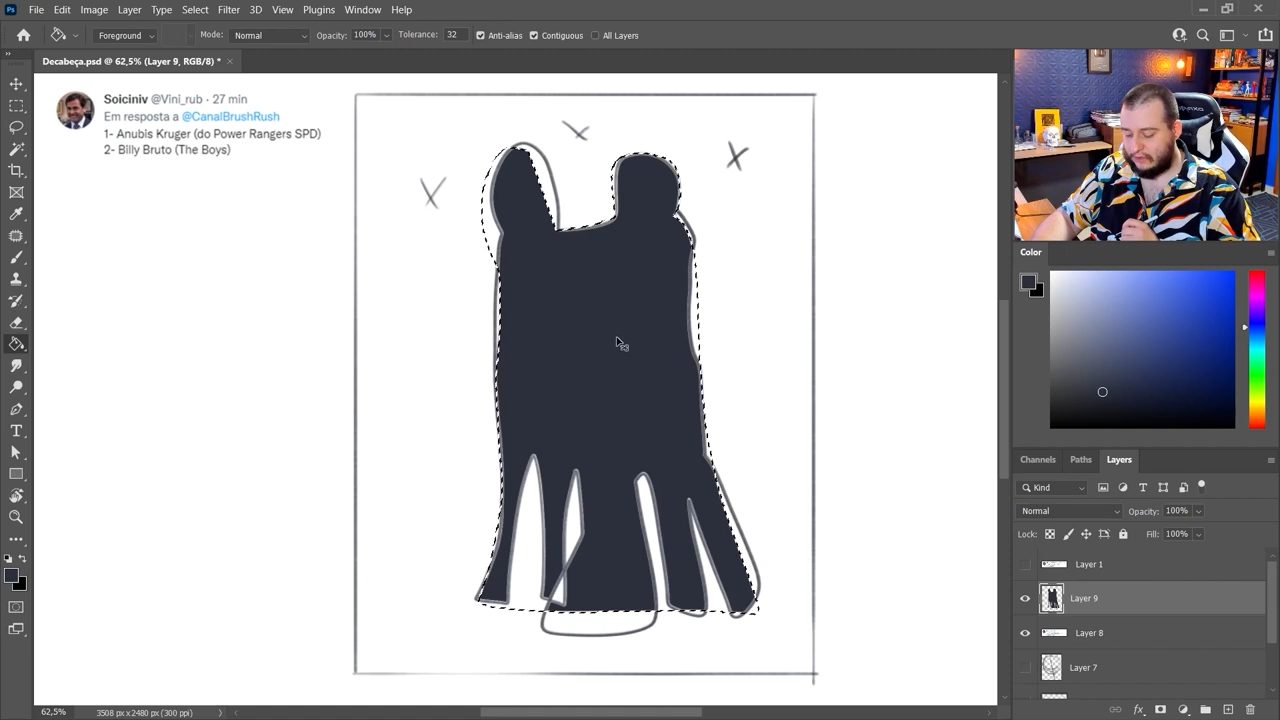 Ps File Edit Image Layer Type Select Filter 3D View Plugins Window Help
Foreground Mode: Normal Opacity: 100% Tolerance: 32 Anti-alias Contiguous All Layers
Decabeça.psd @ 62,5% (Layer 9, RGB/8) *
Soiciniv @Vini_rub · 27 min
Em resposta a @CanalBrushRush
1- Anubis Kruger (do Power Rangers SPD)
2- Billy Bruto (The Boys)
Color
Channels Paths Layers
Kind
Normal Opacity: 100%
Lock: Fill: 100%
Layer 1
Layer 9
Layer 8
Layer 7
62,5% 3508 px x 2480 px (300 ppi)